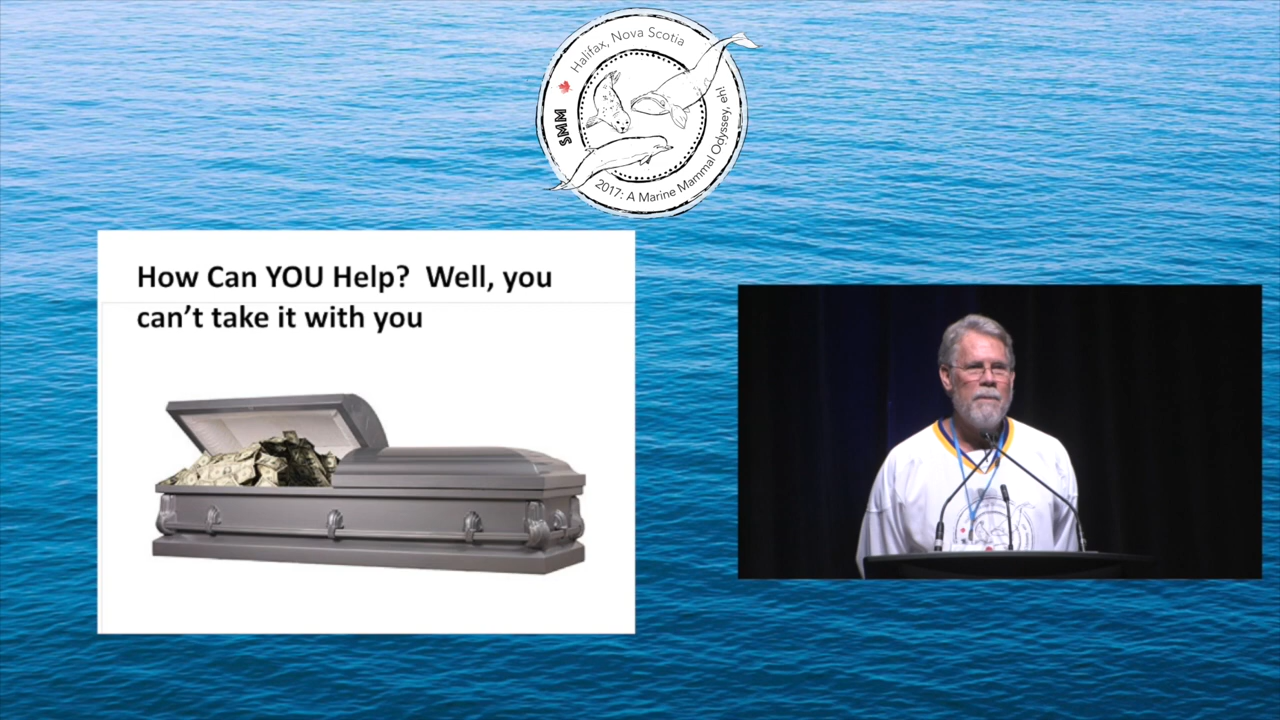 Halifax, Nova Scotia
SMM
2017: A Marine Mammal Odyssey, eh!
How Can YOU Help? Well, you
can't take it with you